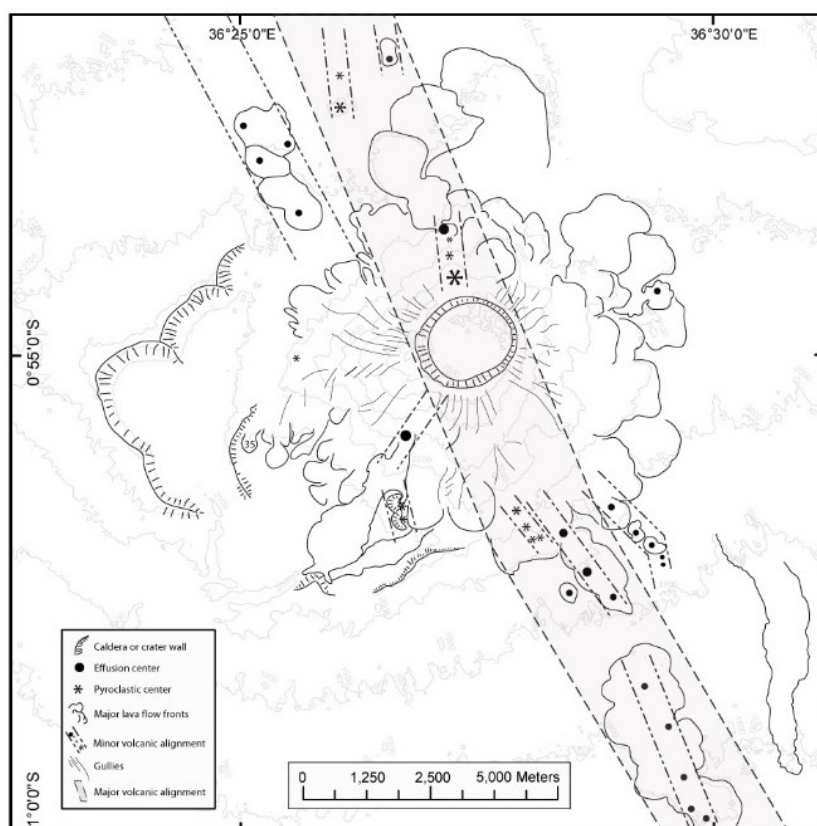 36°25'0"E
36°30'0"E
0°55'0"S
35
1°0'0"S
Caldera or crater wall
Effusion center
Pyroclastic center
Major lava flow fronts
Minor volcanic alignment
Gullies
Major volcanic alignment
0 1,250 2,500 5,000 Meters